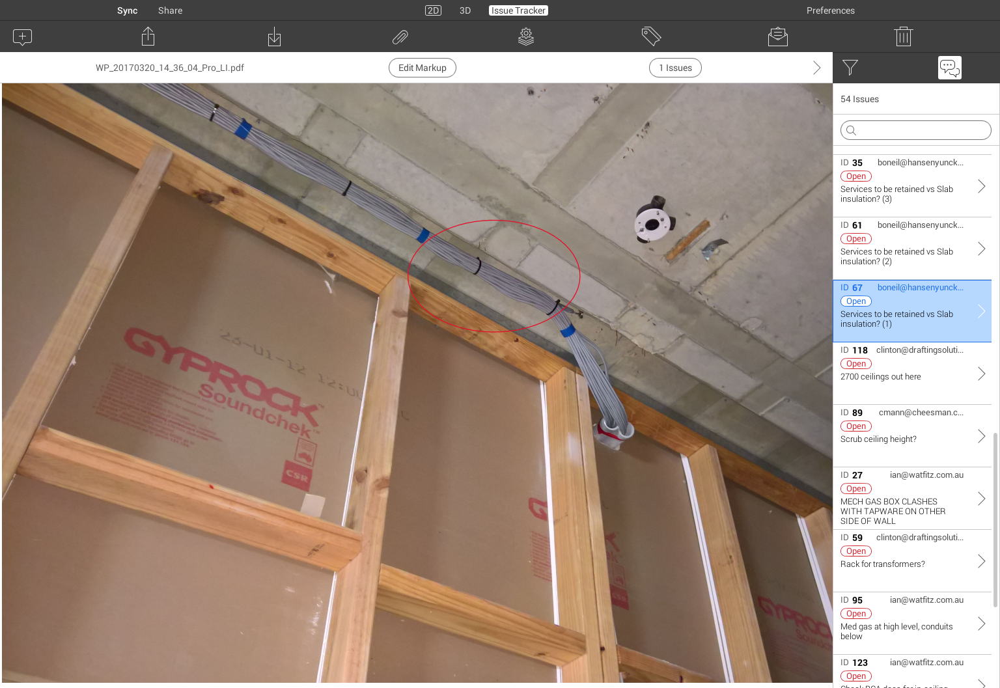 Sync
Share
2D
3D
Issue Tracker
Preferences
WP_20170320_14_36_04_Pro_LI.pdf
Edit Markup
1 Issues
54 Issues
ID 35 boneil@hansenyunck...
Open
Services to be retained vs Slab
insulation? (3)
ID 61 boneil@hansenyunck...
Open
Services to be retained vs Slab
insulation? (2)
ID 67 boneil@hansenyunck...
Open
Services to be retained vs Slab
insulation? (1)
ID 118 clinton@draftingsoluti...
Open
2700 ceilings out here
ID 89 cmann@cheesman.c...
Open
Scrub ceiling height?
ID 27 ian@watfitz.com.au
Open
MECH GAS BOX CLASHES
WITH TAPWARE ON OTHER
SIDE OF WALL
ID 59 clinton@draftingsoluti...
Open
Rack for transformers?
ID 95 ian@watfitz.com.au
Open
Med gas at high level, conduits
below
ID 123 ian@watfitz.com.au
Open
26-01-12 12:00
GYPROCK™
Soundchek™
CSR
GYPROCK
Soundchek